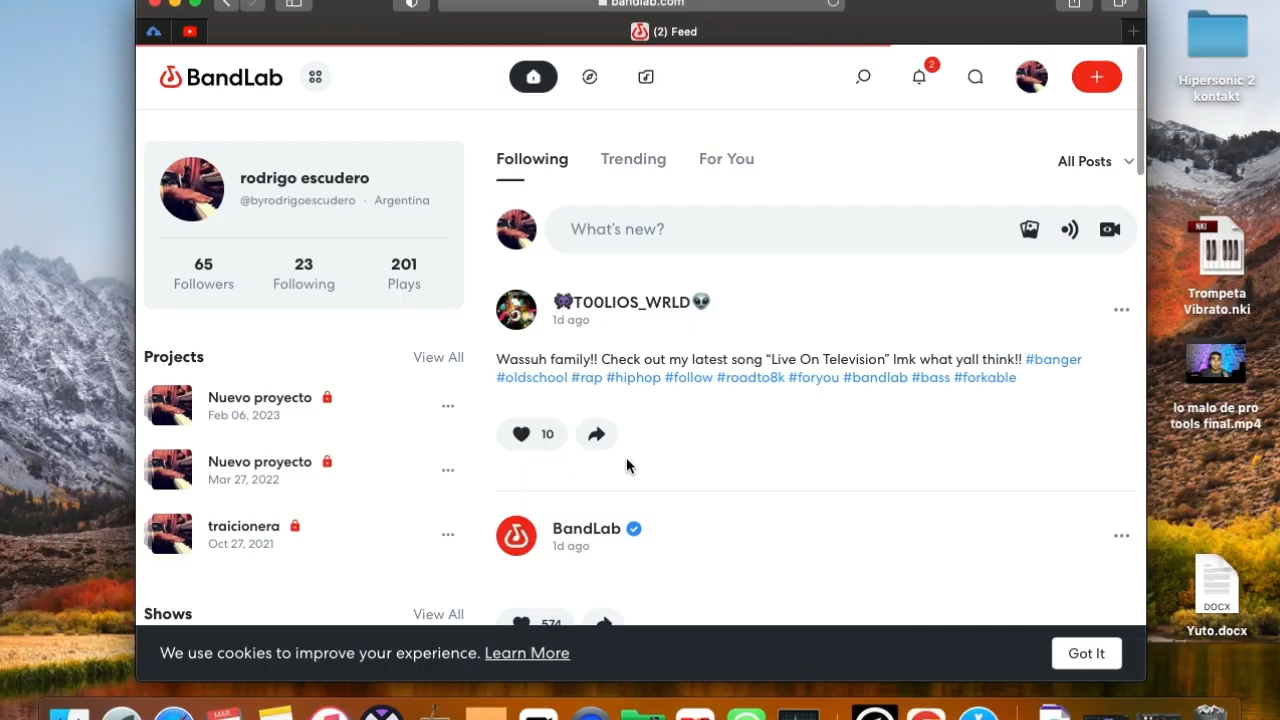 bandlab.com
(2) Feed
BandLab
2
rodrigo escudero
@byrodrigoescudero · Argentina
65
23
201
Followers
Following
Plays
Projects
View All
Nuevo proyecto
Feb 06, 2023
Nuevo proyecto
Mar 27, 2022
traicionera
Oct 27, 2021
Shows
View All
Following
Trending
For You
All Posts
What's new?
👾T00LIOS_WRLD👽
1d ago
Wassuh family!! Check out my latest song “Live On Television” lmk what yall think!! #banger
#oldschool #rap #hiphop #follow #roadto8k #foryou #bandlab #bass #forkable
10
BandLab
1d ago
574
We use cookies to improve your experience. Learn More
Got It
Hipersonic 2
kontakt
NKI
Trompeta
Vibrato.nki
lo malo de pro
tools final.mp4
DOCX
Yuto.docx
MAR